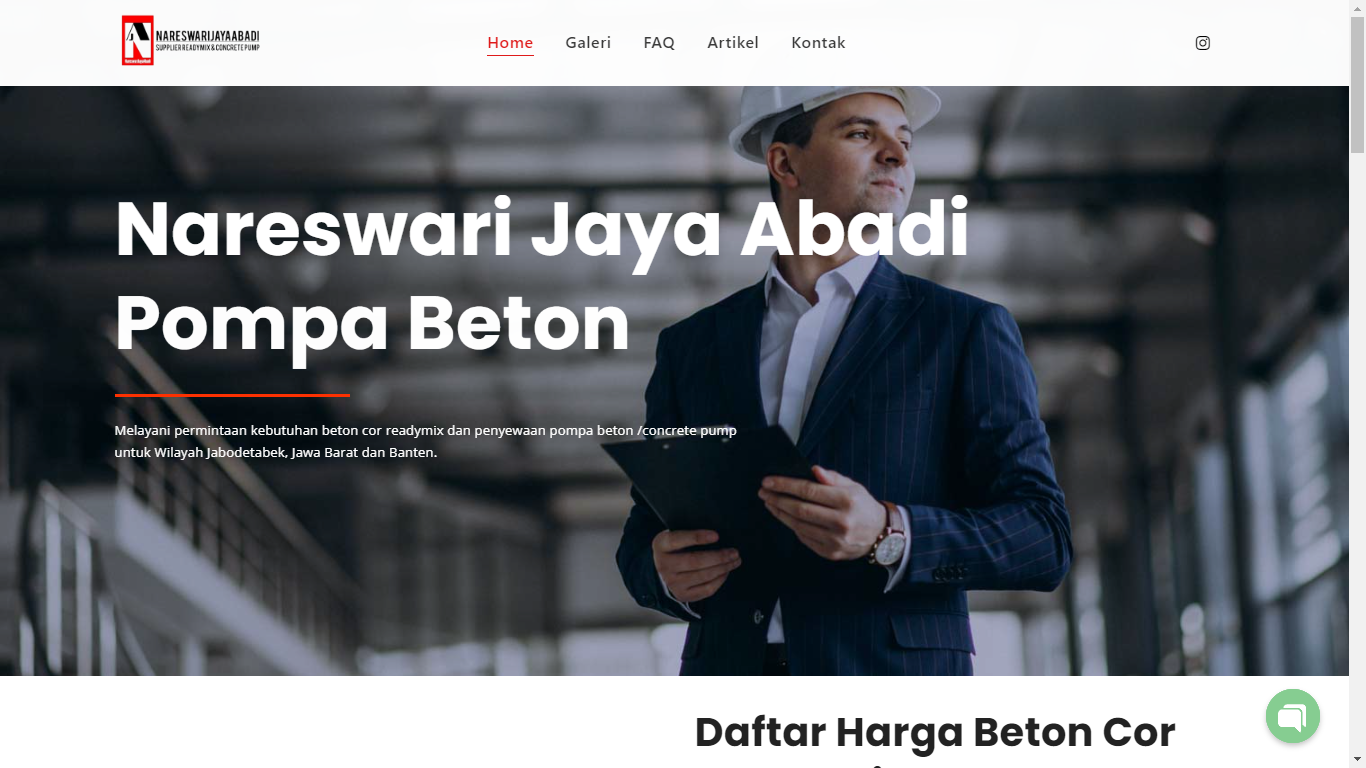 NARESWARIJAYAABADI
SUPPLIER READYMIX & CONCRETE PUMP
Home
Galeri
FAQ
Artikel
Kontak
Nareswari Jaya Abadi
Pompa Beton
Melayani permintaan kebutuhan beton cor readymix dan penyewaan pompa beton /concrete pump
untuk Wilayah Jabodetabek, Jawa Barat dan Banten.
Daftar Harga Beton Cor